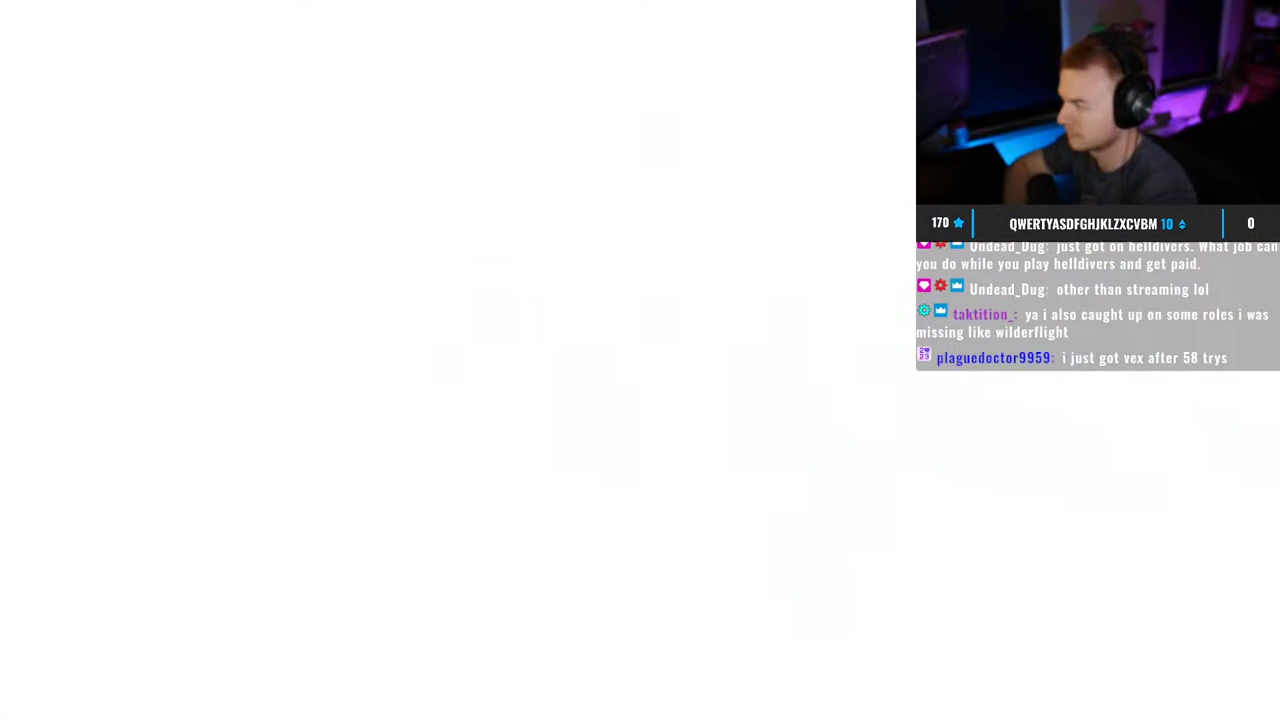 170
QWERTYASDFGHJKLZXCVBM 10
0
Undead_Dug: just got on helldivers. What job can
you do while you play helldivers and get paid.
Undead_Dug: other than streaming lol
taktition_: ya i also caught up on some roles i was
missing like wilderflight
plaguedoctor9959: i just got vex after 58 trys